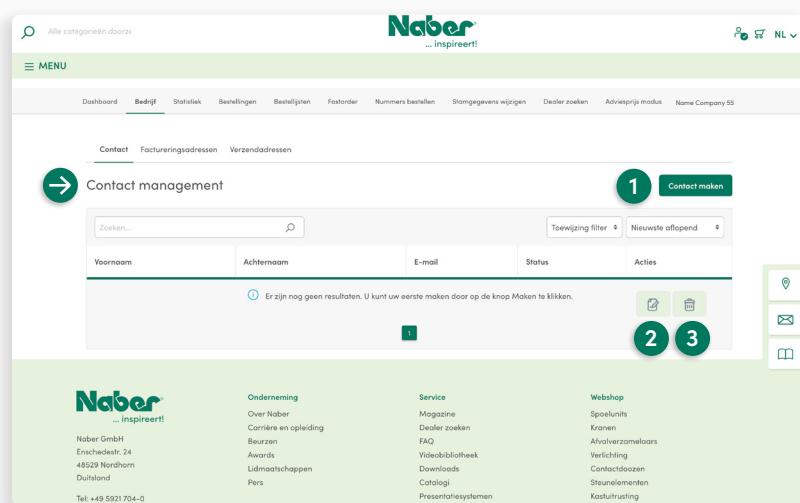 Alle categorieën doorzo
Naber
... inspireert!
NL
MENU
Dashboard Bedrijf Statistiek Bestellingen Bestellijsten Fastorder Nummers bestellen Stamgegevens wijzigen Dealer zoeken Adviesprijs modus Name Company 55
Contact Factureringsadressen Verzendadressen
Contact management
1
Contact maken
Zoeken...
Toewijzing filter
Nieuwste aflopend
Voornaam Achternaam E-mail Status Acties
Er zijn nog geen resultaten. U kunt uw eerste maken door op de knop Maken te klikken.
1
2
3
Naber
... inspireert!
Naber GmbH
Enschedestr. 24
48529 Nordhorn
Duitsland
Tel: +49 5921 704-0
Onderneming
Over Naber
Carrière en opleiding
Beurzen
Awards
Lidmaatschappen
Pers
Service
Magazine
Dealer zoeken
FAQ
Videobibliotheek
Downloads
Catalogi
Presentatiesystemen
Webshop
Spoelunits
Kranen
Afvalverzamelaars
Verlichting
Contactdozen
Steunelementen
Kastuitrusting